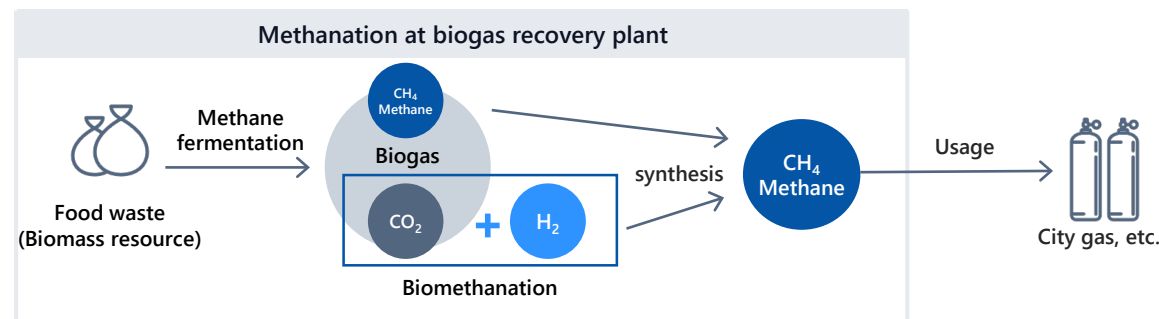 Methanation at biogas recovery plant
Food waste
(Biomass resource)
Methane
fermentation
CH₄
Methane
Biogas
CO₂
+
H₂
Biomethanation
synthesis
CH₄
Methane
Usage
City gas, etc.